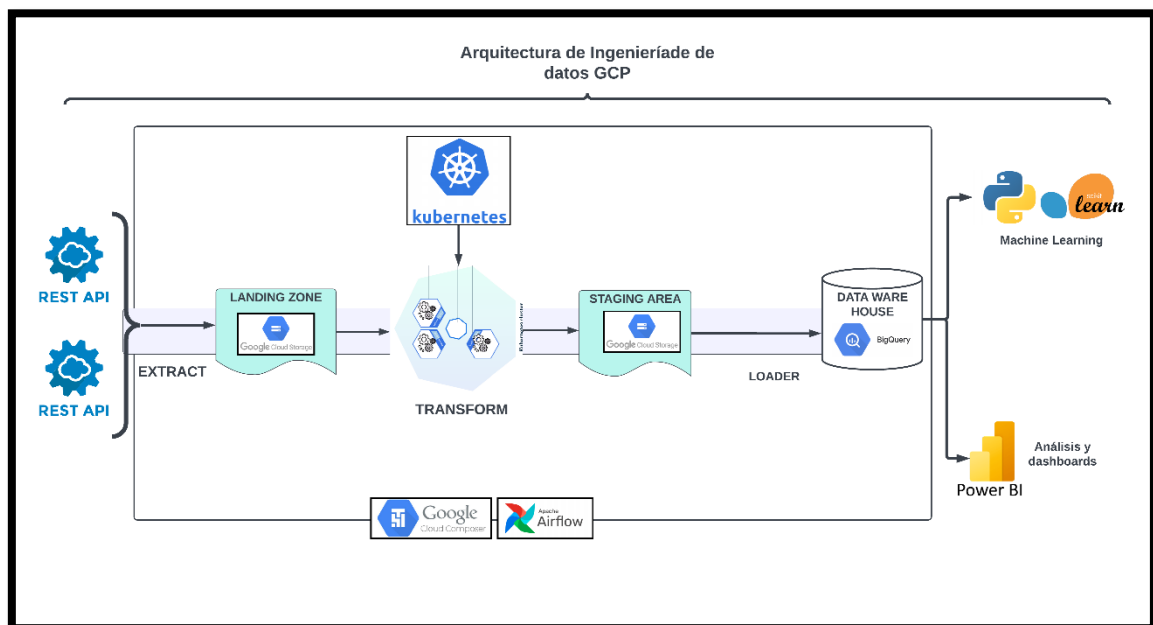 Arquitectura de Ingenieríade de
datos GCP
kubernetes
REST API
REST API
EXTRACT
LANDING ZONE
Google Cloud Storage
TRANSFORM
STAGING AREA
Google Cloud Storage
LOADER
DATA WARE
HOUSE
BigQuery
learn
Machine Learning
Análisis y
dashboards
Power BI
Google
Cloud Composer
Apache
Airflow